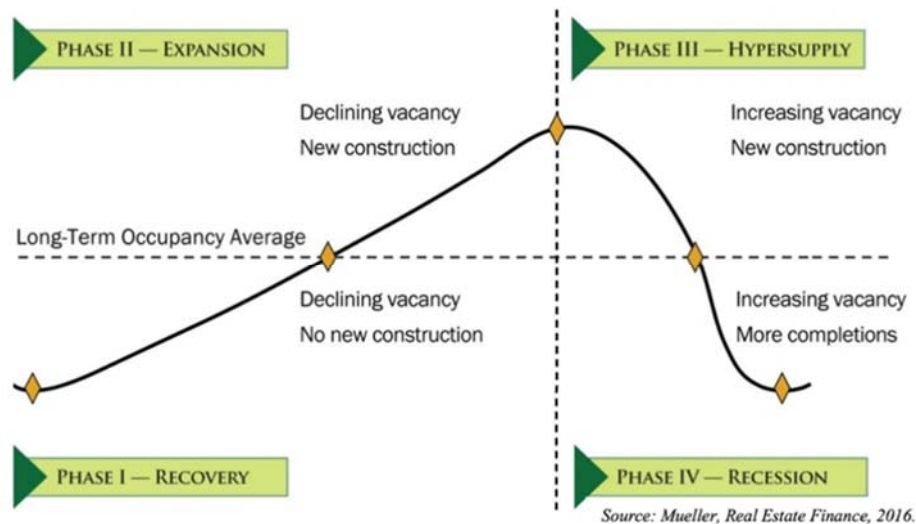 PHASE II — EXPANSION
PHASE III — HYPERSUPPLY
Declining vacancy
New construction
Increasing vacancy
New construction
Long-Term Occupancy Average
Declining vacancy
No new construction
Increasing vacancy
More completions
PHASE I — RECOVERY
PHASE IV — RECESSION
Source: Mueller, Real Estate Finance, 2016.